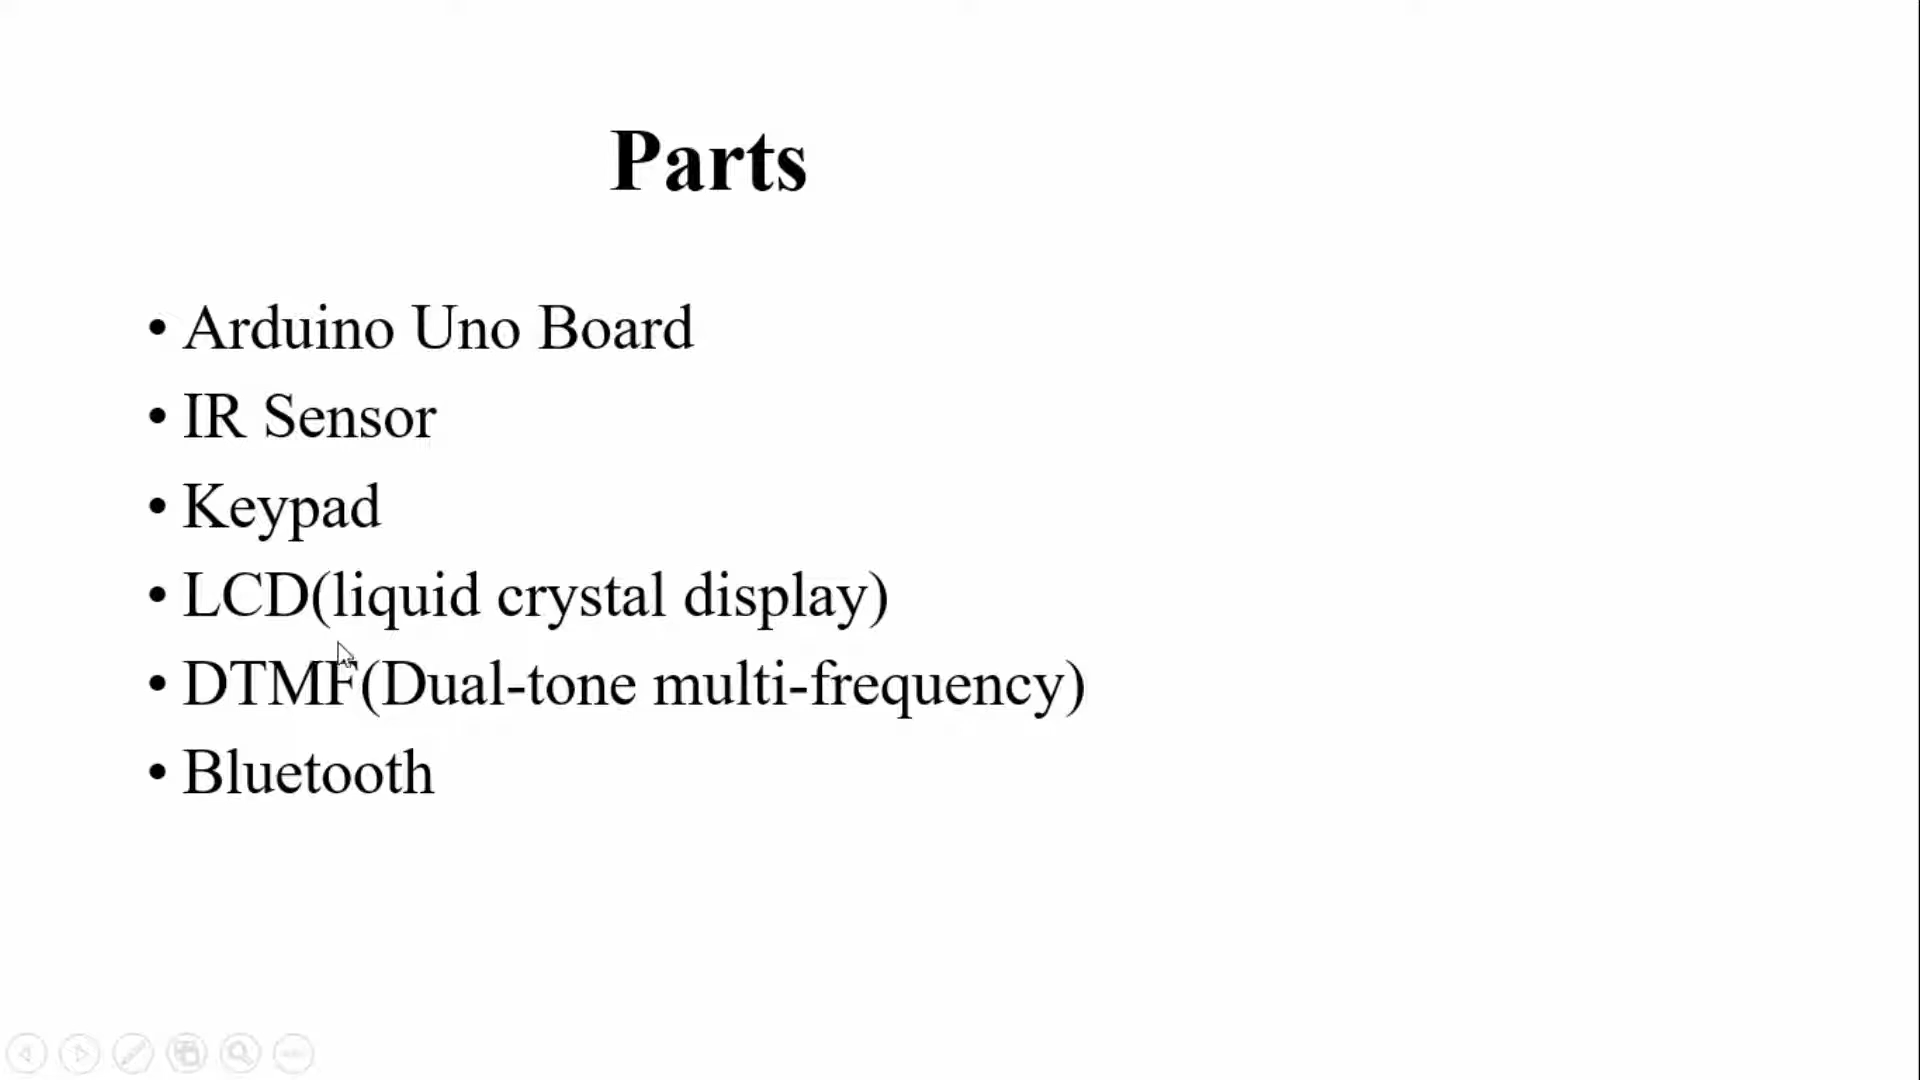 Parts
• Arduino Uno Board
• IR Sensor
• Keypad
• LCD(liquid crystal display)
• DTMF(Dual-tone multi-frequency)
• Bluetooth